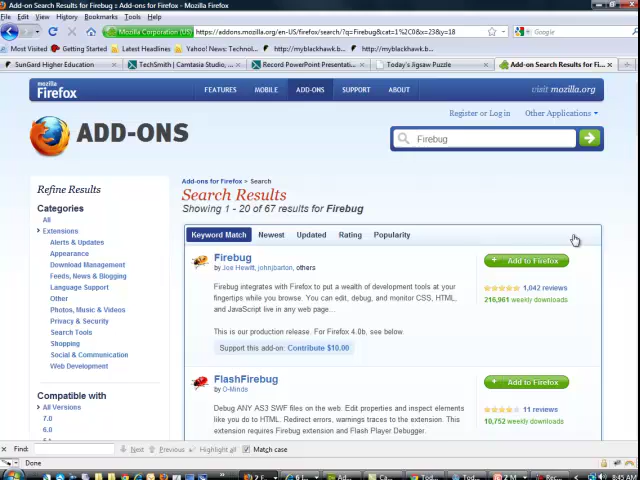 Add-on Search Results for Firebug :: Add-ons for Firefox - Mozilla Firefox
Edit View History Bookmarks Tools Help
Mozilla Corporation (US) https://addons.mozilla.org/en-US/firefox/search/?q=Firebug&cat=1%2C0&x=23&y=18
Google
Most Visited Getting Started Latest Headlines Yahoo! News: Technol... http://myblackhawk.b... http://myblackhawk.b...
SunGard Higher Education TechSmith | Camtasia Studio, ... Record PowerPoint Presentatio... Today's Jigsaw Puzzle Add-on Search Results for Fi...
mozilla
Firefox
FEATURES MOBILE ADD-ONS SUPPORT ABOUT visit mozilla.org
Register or Log in Other Applications
ADD-ONS
Firebug
Refine Results
Categories
All
Extensions
Alerts & Updates
Appearance
Download Management
Feeds, News & Blogging
Language Support
Other
Photos, Music & Videos
Privacy & Security
Search Tools
Shopping
Social & Communication
Web Development
Compatible with
All Versions
7.0
6.0
Add-ons for Firefox > Search
Search Results
Showing 1 - 20 of 67 results for Firebug
Keyword Match Newest Updated Rating Popularity
Firebug
by Joe Hewitt, johnjbarton, others
Firebug integrates with Firefox to put a wealth of development tools at your
fingertips while you browse. You can edit, debug, and monitor CSS, HTML,
and JavaScript live in any web page...
This is our production release. For Firefox 4.0b, see below.
Support this add-on: Contribute $10.00
+ Add to Firefox
1,042 reviews
216,961 weekly downloads
FlashFirebug
by O-Minds
Debug ANY AS3 SWF files on the web. Edit properties and inspect elements
like you do to HTML. Redirect errors, warnings traces to the extension. This
extension requires Firebug extension and Flash Player Debugger.
+ Add to Firefox
11 reviews
10,752 weekly downloads
Find: Next Previous Highlight all Match case
Done
8:45 AM